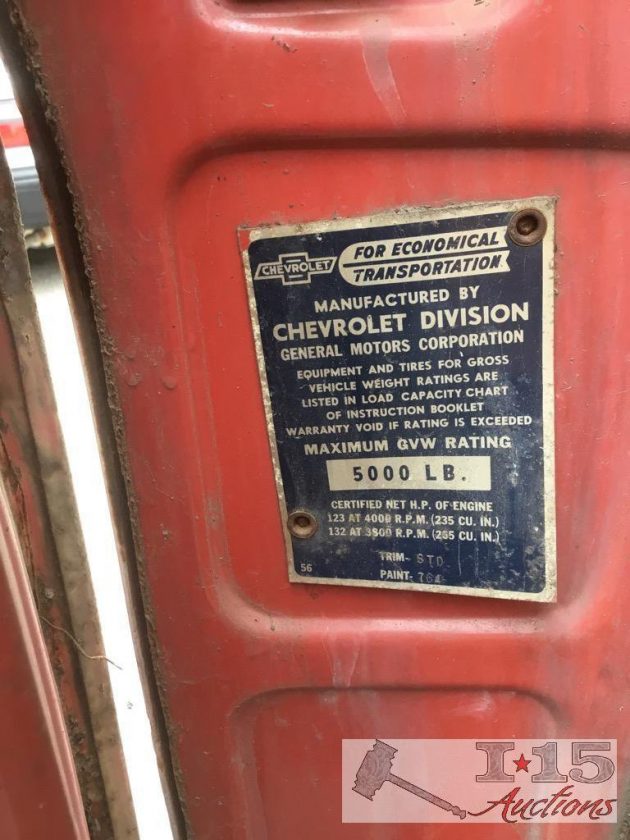 CHEVROLET
FOR ECONOMICAL
TRANSPORTATION
MANUFACTURED BY
CHEVROLET DIVISION
GENERAL MOTORS CORPORATION
EQUIPMENT AND TIRES FOR GROSS
VEHICLE WEIGHT RATINGS ARE
LISTED IN LOAD CAPACITY CHART
OF INSTRUCTION BOOKLET
WARRANTY VOID IF RATING IS EXCEEDED
MAXIMUM GVW RATING
5000 LB.
CERTIFIED NET H.P. OF ENGINE
123 AT 4000 R.P.M. (235 CU. IN.)
132 AT 3800 R.P.M. (265 CU. IN.)
TRIM- STD
56 PAINT-
I★15
Auctions